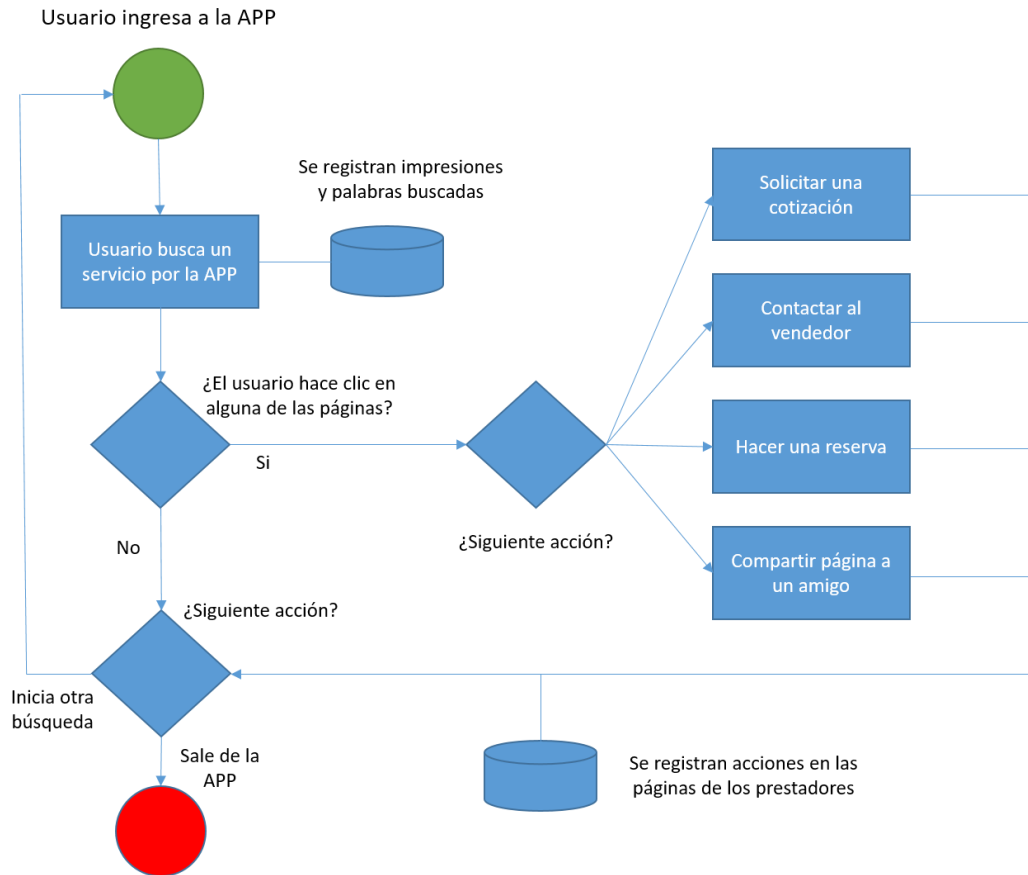 Usuario ingresa a la APP
Se registran impresiones
y palabras buscadas
Usuario busca un
servicio por la APP
Solicitar una
cotización
Contactar al
vendedor
¿El usuario hace clic en
alguna de las páginas?
Si
Hacer una reserva
No
¿Siguiente acción?
Compartir página a
un amigo
¿Siguiente acción?
Inicia otra
búsqueda
Sale de la
APP
Se registran acciones en las
páginas de los prestadores